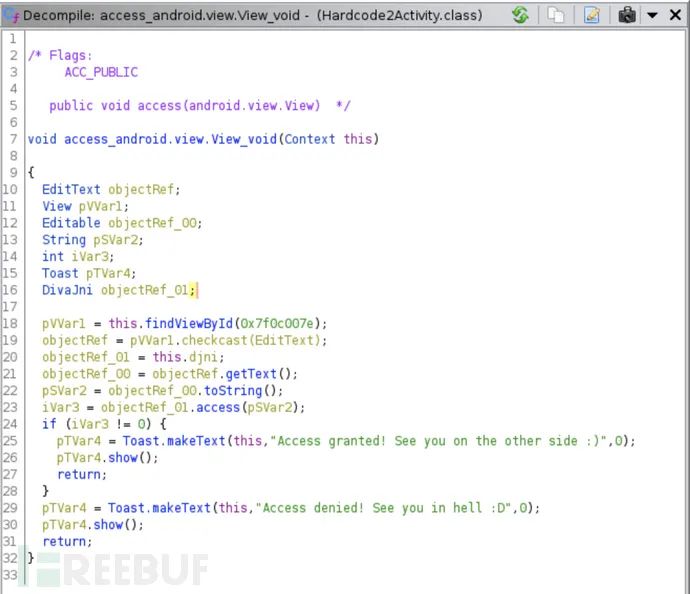 Decompile: access_android.view.View_void - (Hardcode2Activity.class)
1
2 /* Flags:
3 ACC_PUBLIC
4
5 public void access(android.view.View) */
6
7 void access_android.view.View_void(Context this)
8
9 {
10 EditText objectRef;
11 View pVVar1;
12 Editable objectRef_00;
13 String pSVar2;
14 int iVar3;
15 Toast pTVar4;
16 DivaJni objectRef_01;
17
18 pVVar1 = this.findViewById(0x7f0c007e);
19 objectRef = pVVar1.checkcast(EditText);
20 objectRef_01 = this.djni;
21 objectRef_00 = objectRef.getText();
22 pSVar2 = objectRef_00.toString();
23 iVar3 = objectRef_01.access(pSVar2);
24 if (iVar3 != 0) {
25 pTVar4 = Toast.makeText(this,"Access granted! See you on the other side :)",0);
26 pTVar4.show();
27 return;
28 }
29 pTVar4 = Toast.makeText(this,"Access denied! See you in hell :D",0);
30 pTVar4.show();
31 return;
32 }
33
FREEBUF